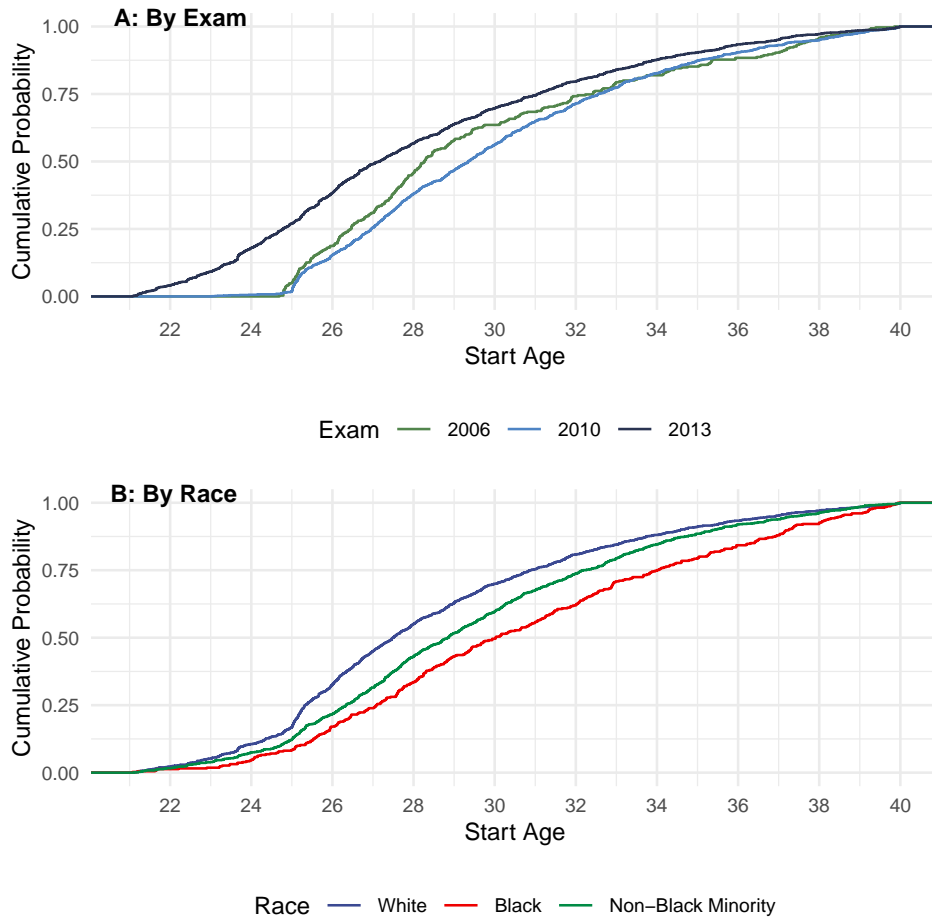 A: By Exam
1.00
0.75
0.50
0.25
0.00
Cumulative Probability
22 24 26 28 30 32 34 36 38 40
Start Age
Exam 2006 2010 2013
B: By Race
1.00
0.75
0.50
0.25
0.00
Cumulative Probability
22 24 26 28 30 32 34 36 38 40
Start Age
Race White Black Non−Black Minority